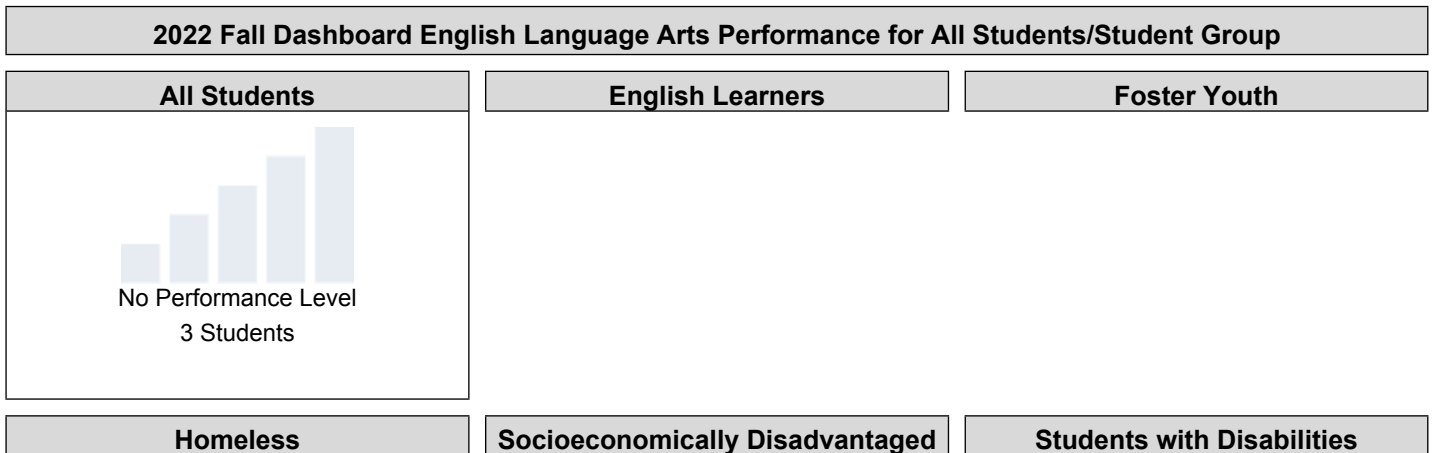 2022 Fall Dashboard English Language Arts Performance for All Students/Student Group
All Students
English Learners
Foster Youth
No Performance Level
3 Students
Homeless
Socioeconomically Disadvantaged
Students with Disabilities